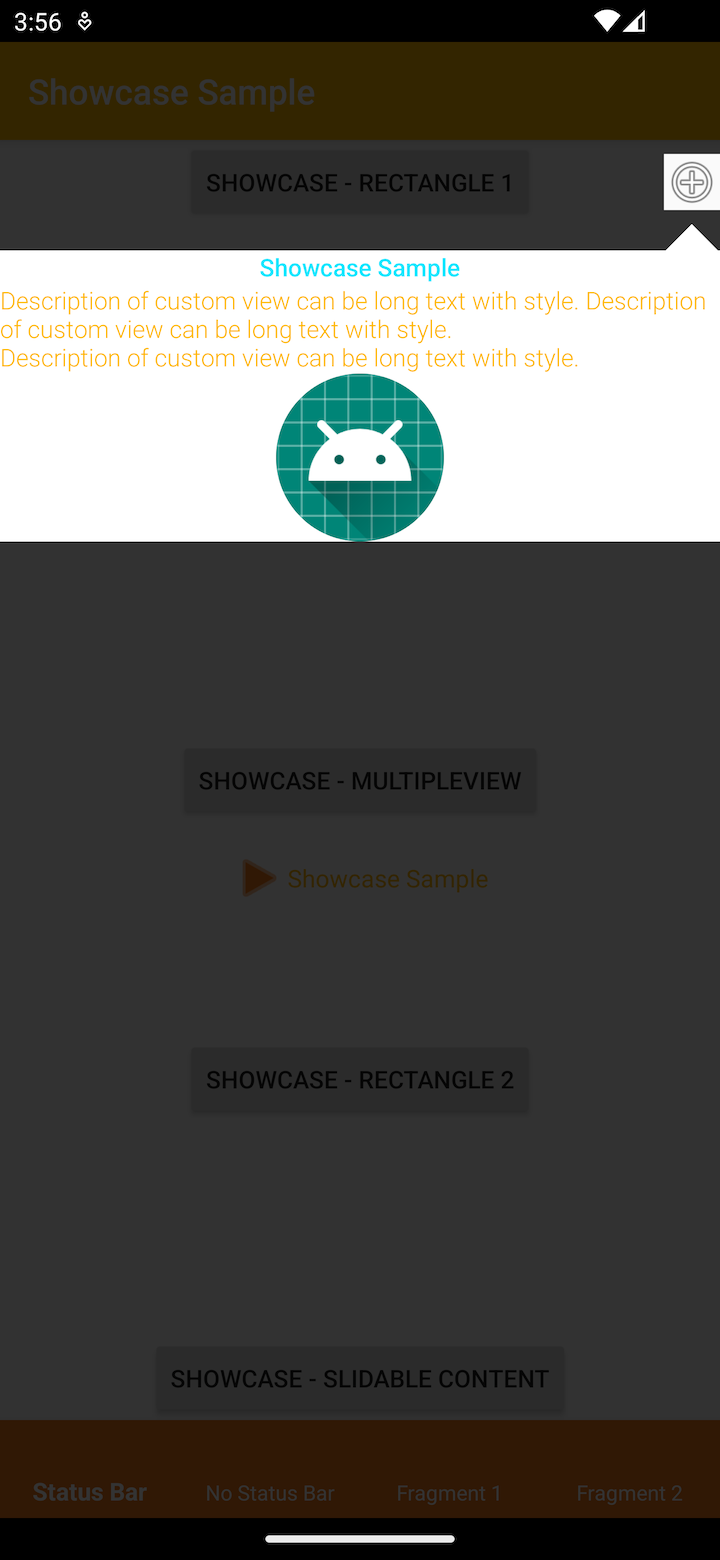 3:56
Showcase Sample
SHOWCASE - RECTANGLE 1
Showcase Sample
Description of custom view can be long text with style. Description
of custom view can be long text with style.
Description of custom view can be long text with style.
SHOWCASE - MULTIPLEVIEW
Showcase Sample
SHOWCASE - RECTANGLE 2
SHOWCASE - SLIDABLE CONTENT
Status Bar
No Status Bar
Fragment 1
Fragment 2